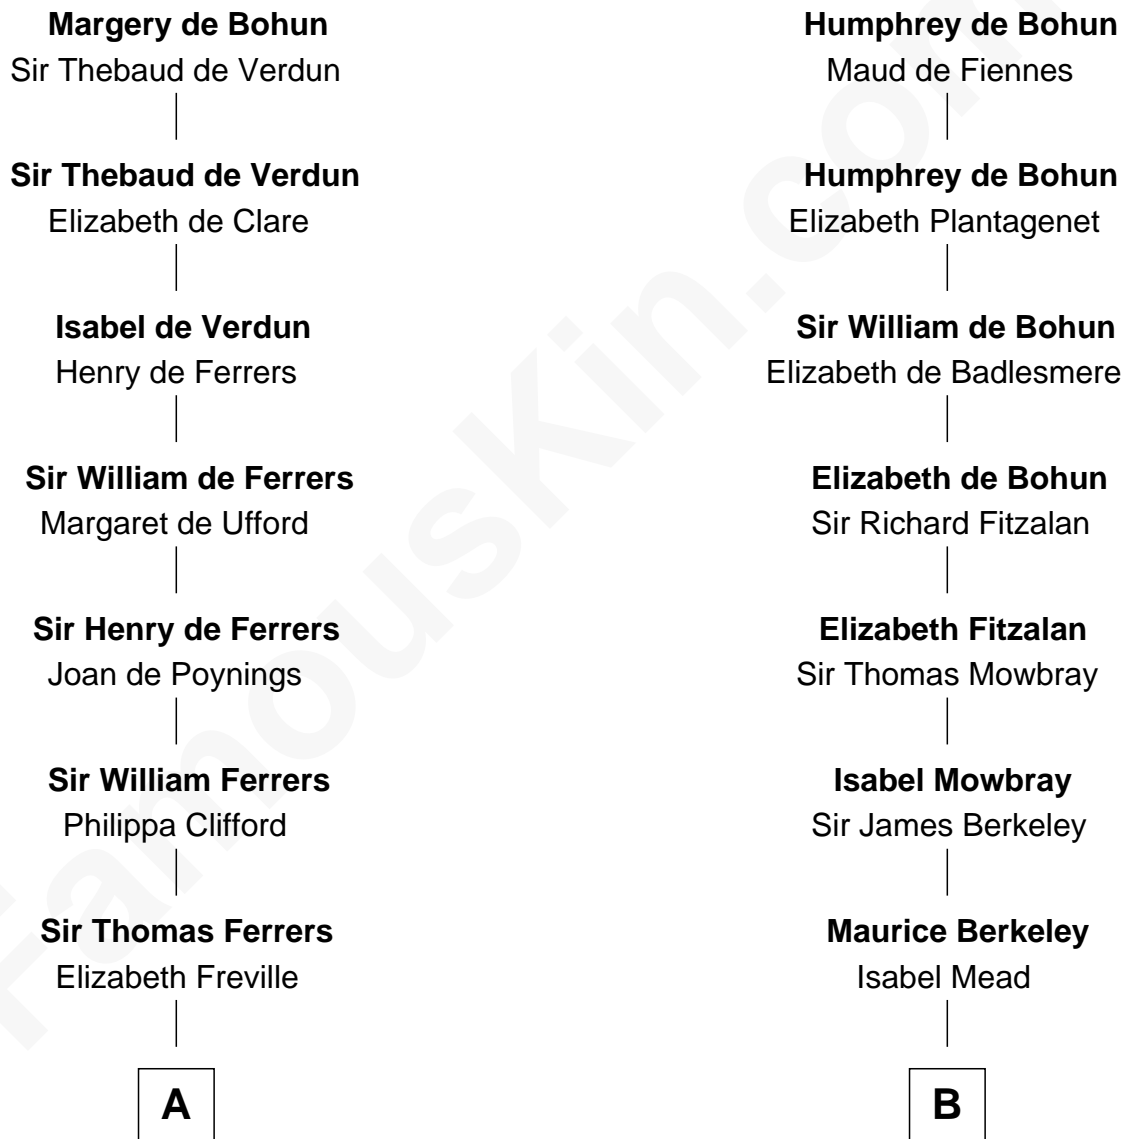 Margery de Bohun
Sir Thebaud de Verdun
Sir Thebaud de Verdun
Elizabeth de Clare
Isabel de Verdun
Henry de Ferrers
Sir William de Ferrers
Margaret de Ufford
Sir Henry de Ferrers
Joan de Poynings
Sir William Ferrers
Philippa Clifford
Sir Thomas Ferrers
Elizabeth Freville
A
Humphrey de Bohun
Maud de Fiennes
Humphrey de Bohun
Elizabeth Plantagenet
Sir William de Bohun
Elizabeth de Badlesmere
Elizabeth de Bohun
Sir Richard Fitzalan
Elizabeth Fitzalan
Sir Thomas Mowbray
Isabel Mowbray
Sir James Berkeley
Maurice Berkeley
Isabel Mead
B
FamousKin.com